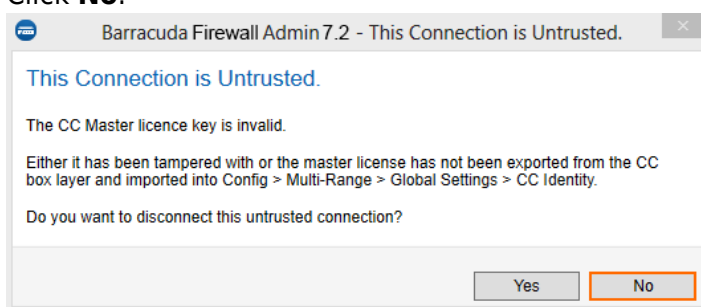 Click No.
Barracuda Firewall Admin 7.2 - This Connection is Untrusted.
This Connection is Untrusted.
The CC Master licence key is invalid.
Either it has been tampered with or the master license has not been exported from the CC
box layer and imported into Config > Multi-Range > Global Settings > CC Identity.
Do you want to disconnect this untrusted connection?
Yes No